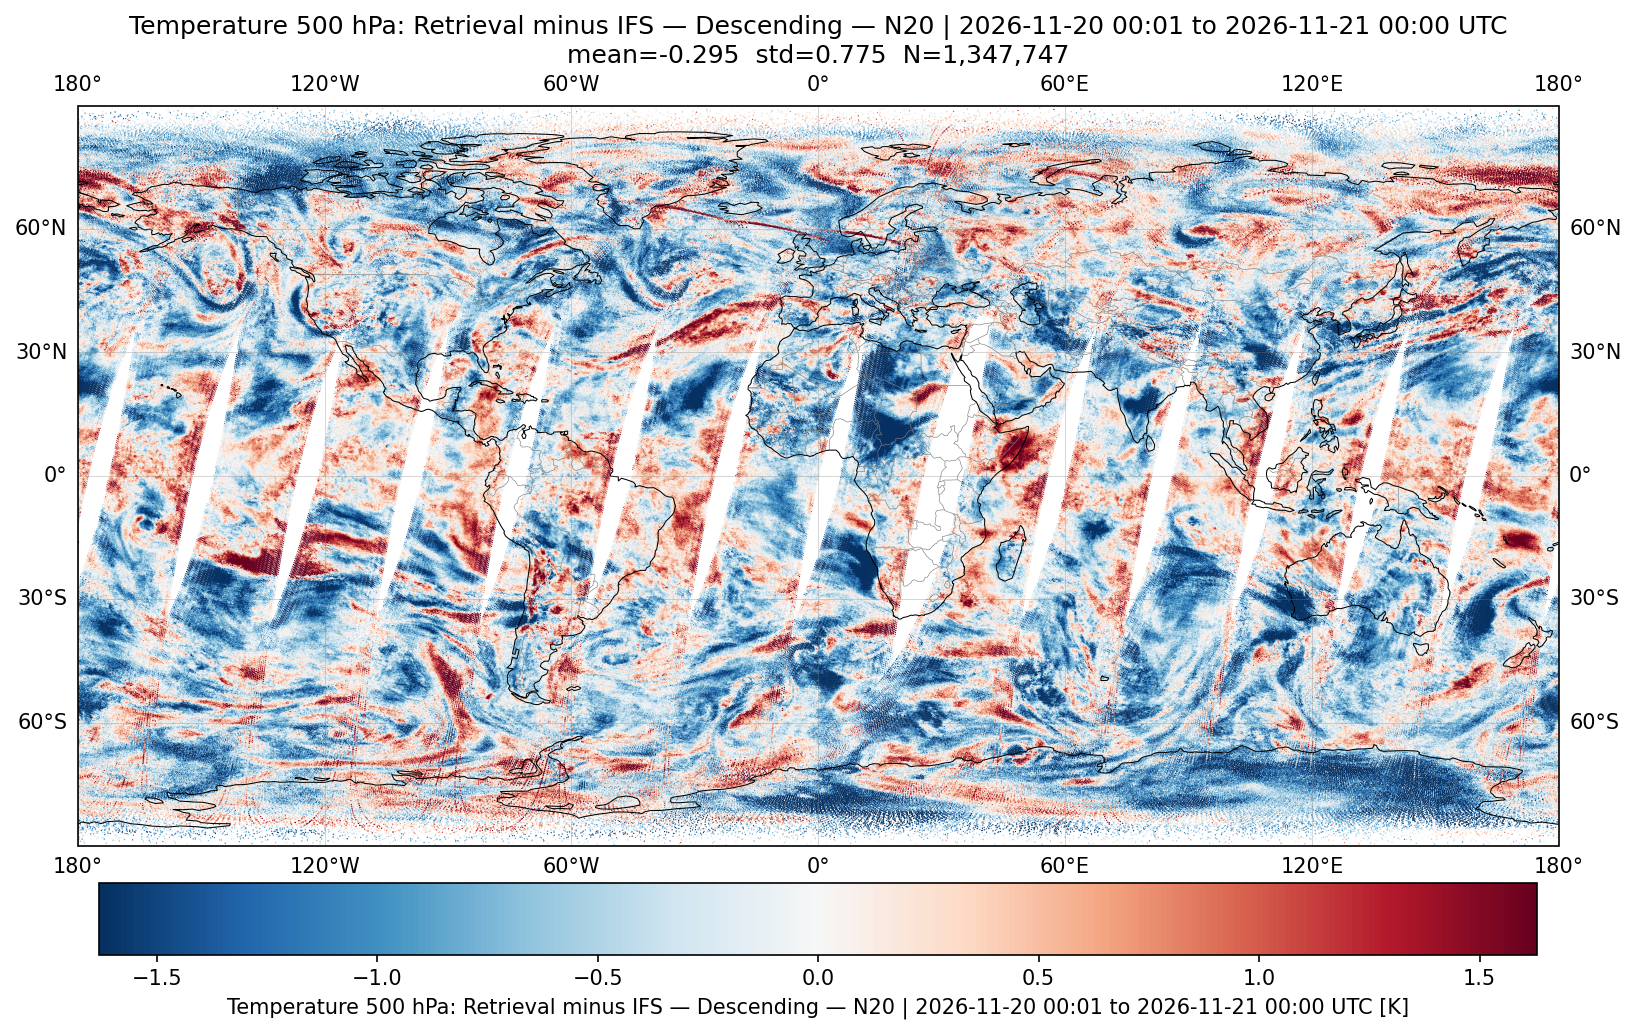 Temperature 500 hPa: Retrieval minus IFS — Descending — N20 | 2026-11-20 00:01 to 2026-11-21 00:00 UTC
mean=-0.295 std=0.775 N=1,347,747
180° 120°W 60°W 0° 60°E 120°E 180°
60°N 60°N
30°N 30°N
0° 0°
30°S 30°S
60°S 60°S
180° 120°W 60°W 0° 60°E 120°E 180°
−1.5 −1.0 −0.5 0.0 0.5 1.0 1.5
Temperature 500 hPa: Retrieval minus IFS — Descending — N20 | 2026-11-20 00:01 to 2026-11-21 00:00 UTC [K]